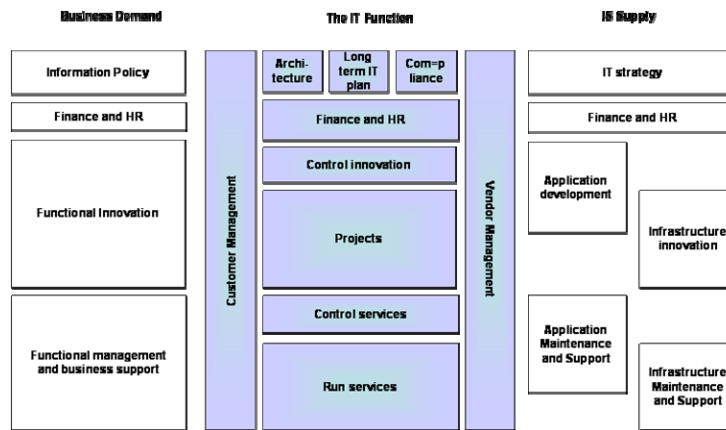 Business Demand
The IT Function
IS Supply
Information Policy
Finance and HR
Functional Innovation
Functional management
and business support
Customer Management
Archi-
tecture
Long
term IT
plan
Com=p
liance
Finance and HR
Control innovation
Projects
Control services
Run services
Vendor Management
IT strategy
Finance and HR
Application
development
Infrastructure
innovation
Application
Maintenance
and Support
Infrastructure
Maintenance
and Support